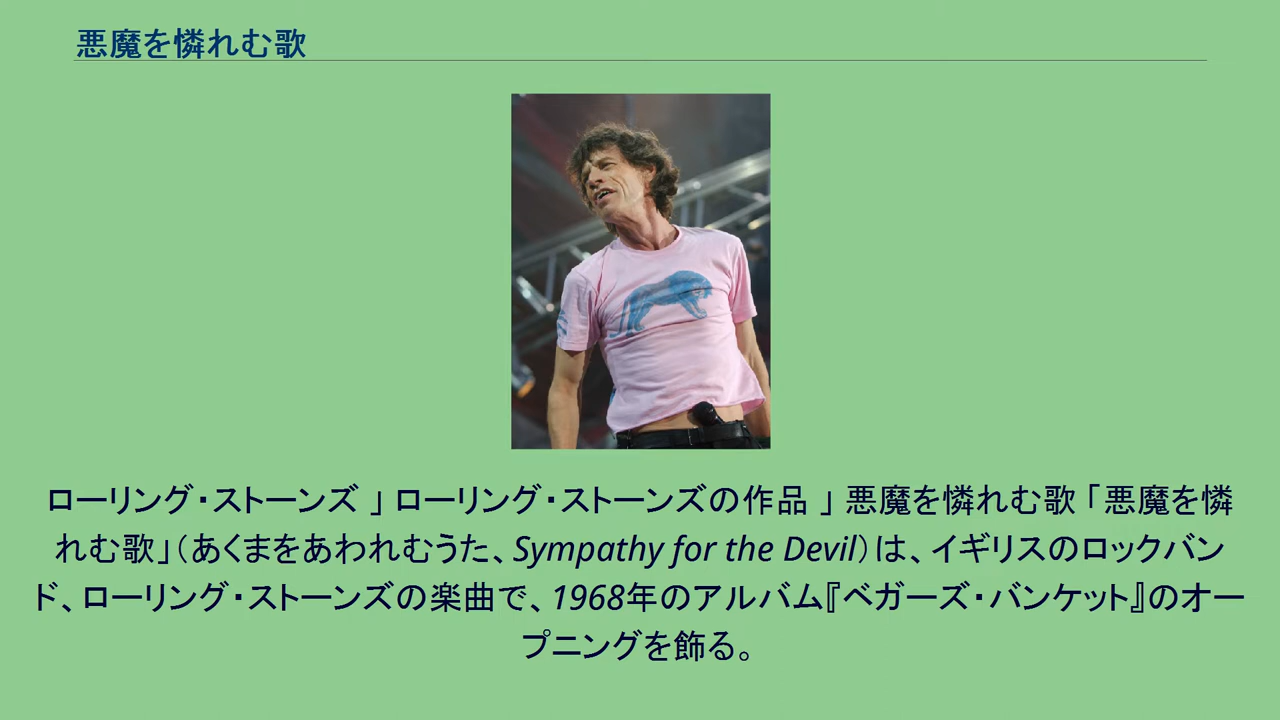 悪魔を憐れむ歌
ローリング・ストーンズ 」 ローリング・ストーンズの作品 」 悪魔を憐れむ歌 「悪魔を憐
れむ歌」（あくまをあわれむうた、Sympathy for the Devil）は、イギリスのロックバン
ド、ローリング・ストーンズの楽曲で、1968年のアルバム『ベガーズ・バンケット』のオー
プニングを飾る。